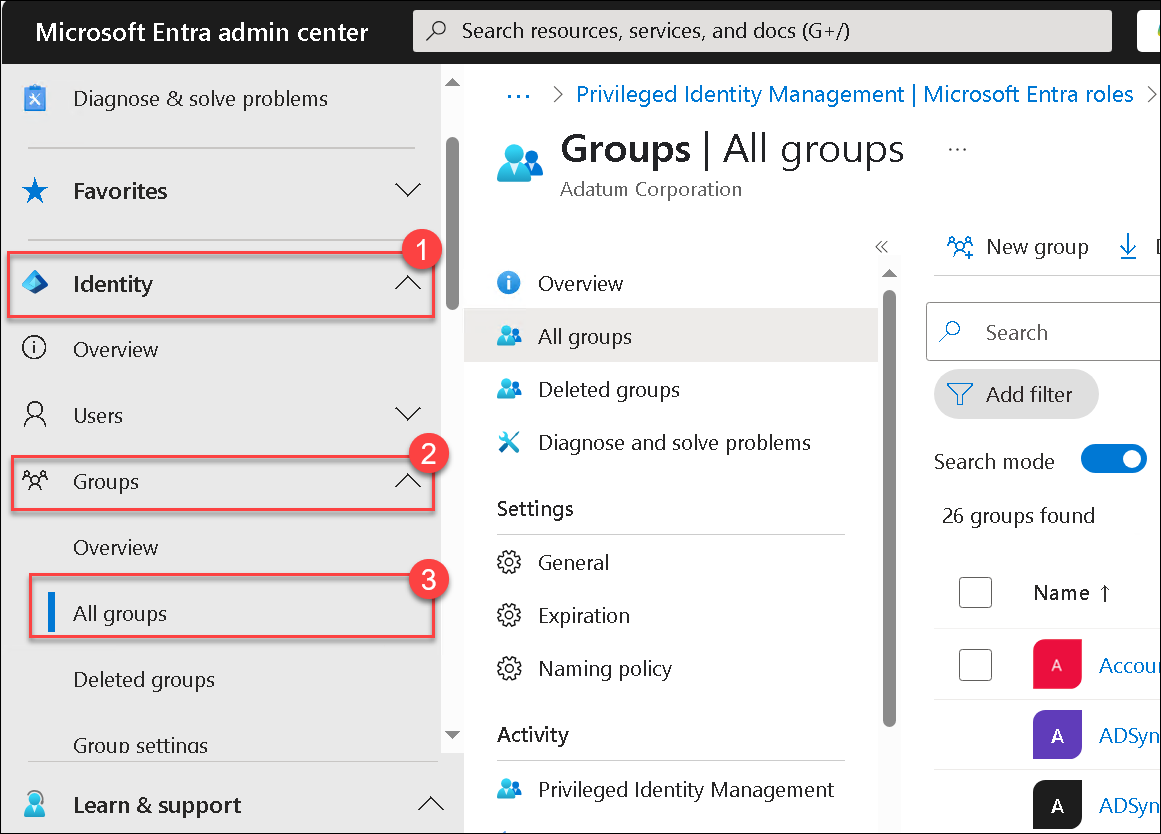 Microsoft Entra admin center
Search resources, services, and docs (G+/)
Diagnose & solve problems
Favorites
1
Identity
Overview
Users
2
Groups
Overview
3
All groups
Deleted groups
Group settings
Learn & support
... > Privileged Identity Management | Microsoft Entra roles >
Groups | All groups ...
Adatum Corporation
«
Overview
All groups
Deleted groups
Diagnose and solve problems
Settings
General
Expiration
Naming policy
Activity
Privileged Identity Management
New group
Search
Add filter
Search mode
26 groups found
Name ↑
A
A
A